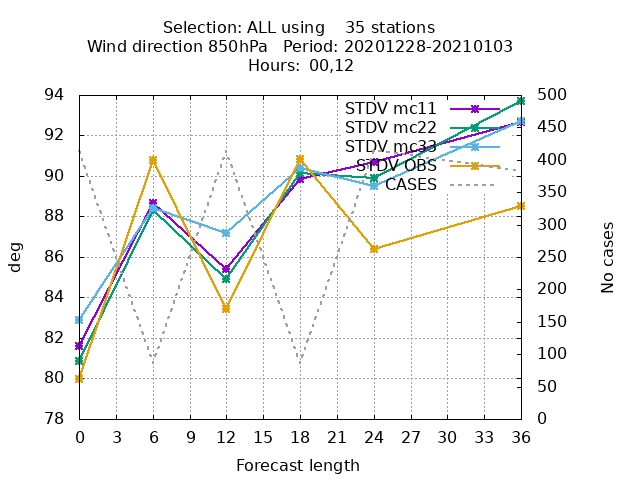 Selection: ALL using    35 stations
Wind direction 850hPa   Period: 20201228-20210103
Hours:  00,12
94
92
90
88
86
84
82
80
78
deg
500
450
400
350
300
250
200
150
100
50
0
No cases
STDV mc11
STDV mc22
STDV mc33
STDV OBS
CASES
0 3 6 9 12 15 18 21 24 27 30 33 36
Forecast length